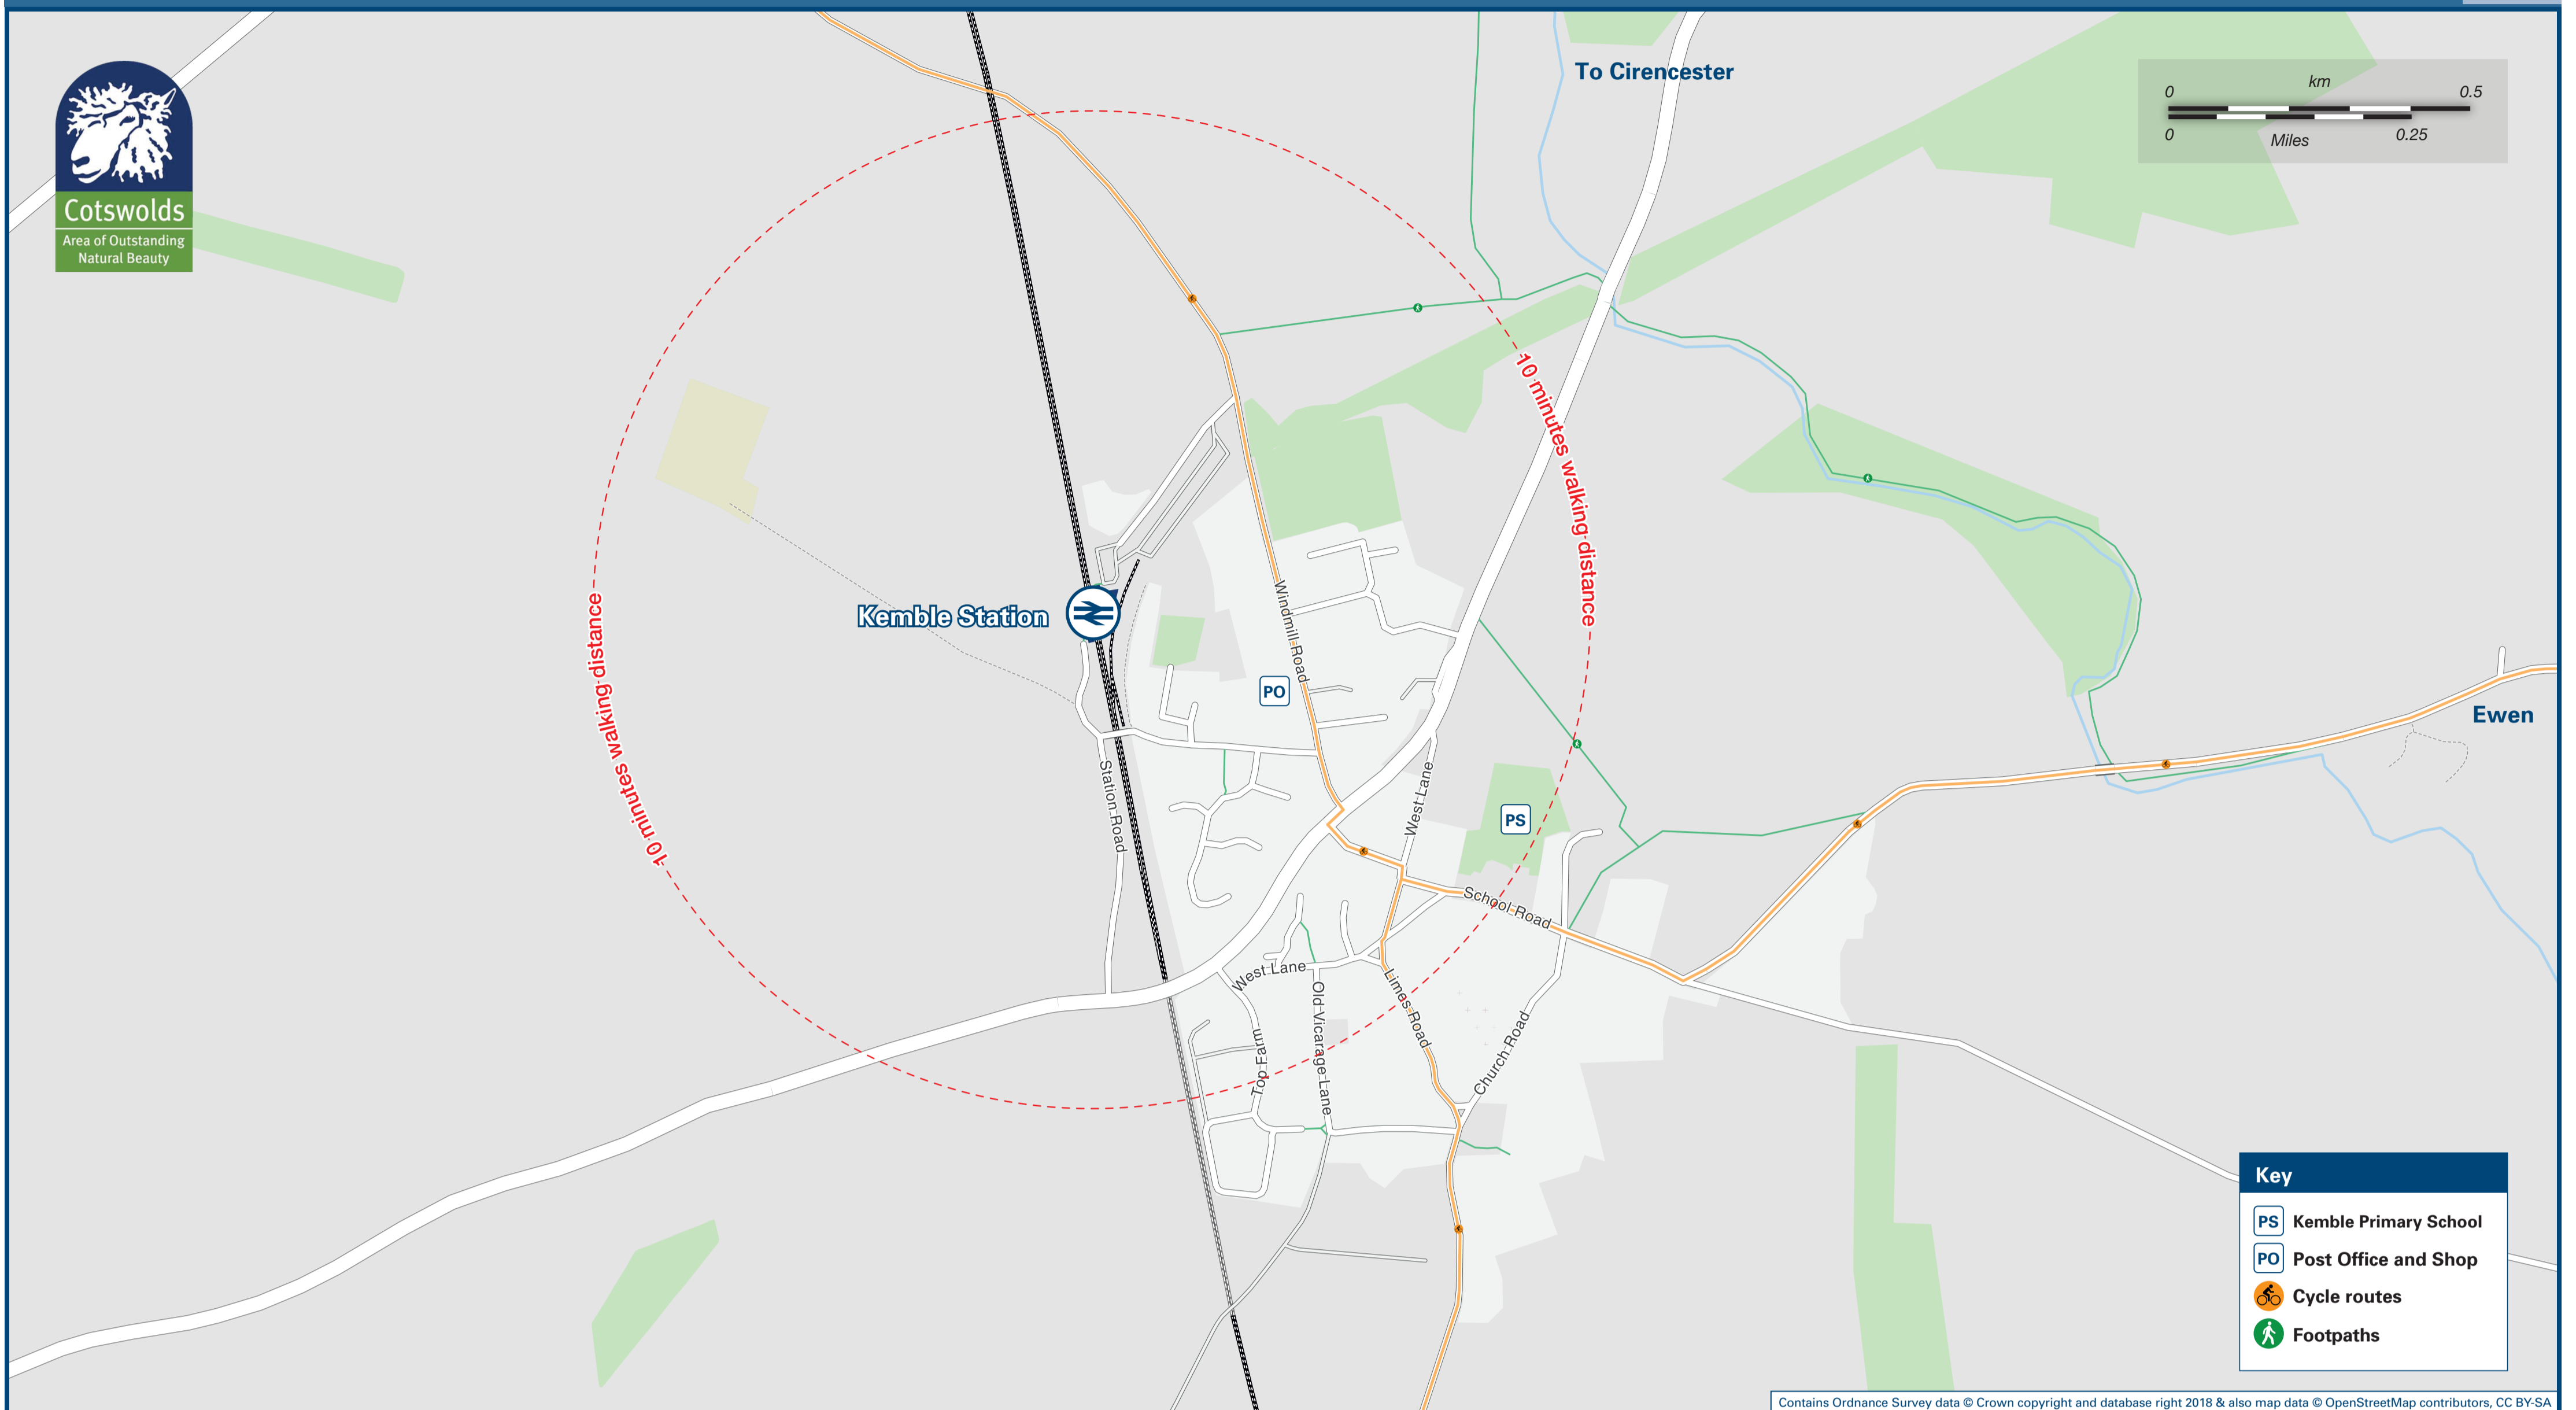 To Cirencester
km
0
0.5
0
Miles
0.25
Cotswolds
Area of Outstanding
Natural Beauty
10 minutes walking distance
Kemble Station
Windmill Road
10 minutes walking distance
PO
Ewen
Station Road
West Lane
PS
School Road
West Lane
Old Vicarage Lane
Limes Road
Top Farm
Church Road
Key
PS Kemble Primary School
PO Post Office and Shop
Cycle routes
Footpaths
Contains Ordnance Survey data © Crown copyright and database right 2018 & also map data © OpenStreetMap contributors, CC BY-SA